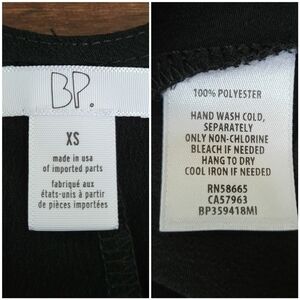 BP.
XS
made in usa
of imported parts
fabriqué aux
états-unis à partir
de pièces importées
100% POLYESTER
HAND WASH COLD,
SEPARATELY
ONLY NON-CHLORINE
BLEACH IF NEEDED
HANG TO DRY
COOL IRON IF NEEDED
RN58665
CA57963
BP359418MI